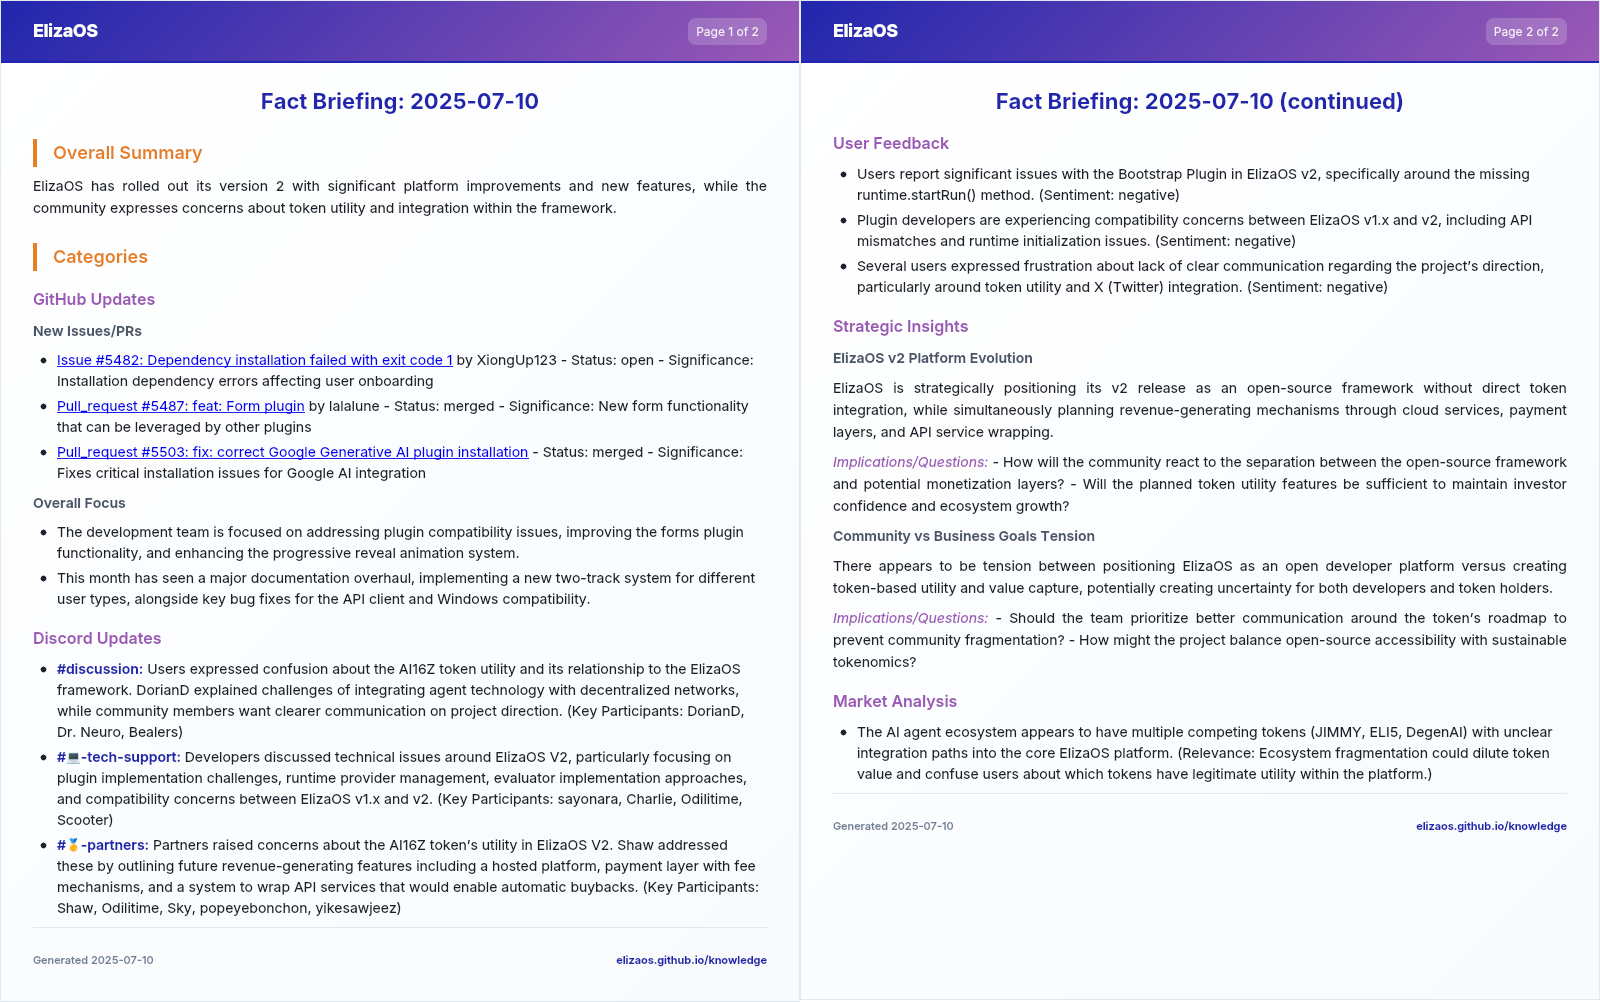 ElizaOS
Page 1 of 2
Fact Briefing: 2025-07-10
Overall Summary
ElizaOS has rolled out its version 2 with significant platform improvements and new features, while the
community expresses concerns about token utility and integration within the framework.
Categories
GitHub Updates
New Issues/PRs
• Issue #5482: Dependency installation failed with exit code 1 by XiongUp123 - Status: open - Significance:
Installation dependency errors affecting user onboarding
• Pull_request #5487: feat: Form plugin by lalalune - Status: merged - Significance: New form functionality
that can be leveraged by other plugins
• Pull_request #5503: fix: correct Google Generative AI plugin installation - Status: merged - Significance:
Fixes critical installation issues for Google AI integration
Overall Focus
• The development team is focused on addressing plugin compatibility issues, improving the forms plugin
functionality, and enhancing the progressive reveal animation system.
• This month has seen a major documentation overhaul, implementing a new two-track system for different
user types, alongside key bug fixes for the API client and Windows compatibility.
Discord Updates
• #discussion: Users expressed confusion about the AI16Z token utility and its relationship to the ElizaOS
framework. DorianD explained challenges of integrating agent technology with decentralized networks,
while community members want clearer communication on project direction. (Key Participants: DorianD,
Dr. Neuro, Bealers)
• #💻-tech-support: Developers discussed technical issues around ElizaOS V2, particularly focusing on
plugin implementation challenges, runtime provider management, evaluator implementation approaches,
and compatibility concerns between ElizaOS v1.x and v2. (Key Participants: sayonara, Charlie, Odilitime,
Scooter)
• #🥇-partners: Partners raised concerns about the AI16Z token's utility in ElizaOS V2. Shaw addressed
these by outlining future revenue-generating features including a hosted platform, payment layer with fee
mechanisms, and a system to wrap API services that would enable automatic buybacks. (Key Participants:
Shaw, Odilitime, Sky, popeyebonchon, yikesawjeez)
Generated 2025-07-10
elizaos.github.io/knowledge
ElizaOS
Page 2 of 2
Fact Briefing: 2025-07-10 (continued)
User Feedback
• Users report significant issues with the Bootstrap Plugin in ElizaOS v2, specifically around the missing
runtime.startRun() method. (Sentiment: negative)
• Plugin developers are experiencing compatibility concerns between ElizaOS v1.x and v2, including API
mismatches and runtime initialization issues. (Sentiment: negative)
• Several users expressed frustration about lack of clear communication regarding the project's direction,
particularly around token utility and X (Twitter) integration. (Sentiment: negative)
Strategic Insights
ElizaOS v2 Platform Evolution
ElizaOS is strategically positioning its v2 release as an open-source framework without direct token
integration, while simultaneously planning revenue-generating mechanisms through cloud services, payment
layers, and API service wrapping.
Implications/Questions: - How will the community react to the separation between the open-source framework
and potential monetization layers? - Will the planned token utility features be sufficient to maintain investor
confidence and ecosystem growth?
Community vs Business Goals Tension
There appears to be tension between positioning ElizaOS as an open developer platform versus creating
token-based utility and value capture, potentially creating uncertainty for both developers and token holders.
Implications/Questions: - Should the team prioritize better communication around the token's roadmap to
prevent community fragmentation? - How might the project balance open-source accessibility with sustainable
tokenomics?
Market Analysis
• The AI agent ecosystem appears to have multiple competing tokens (JIMMY, ELI5, DegenAI) with unclear
integration paths into the core ElizaOS platform. (Relevance: Ecosystem fragmentation could dilute token
value and confuse users about which tokens have legitimate utility within the platform.)
Generated 2025-07-10
elizaos.github.io/knowledge